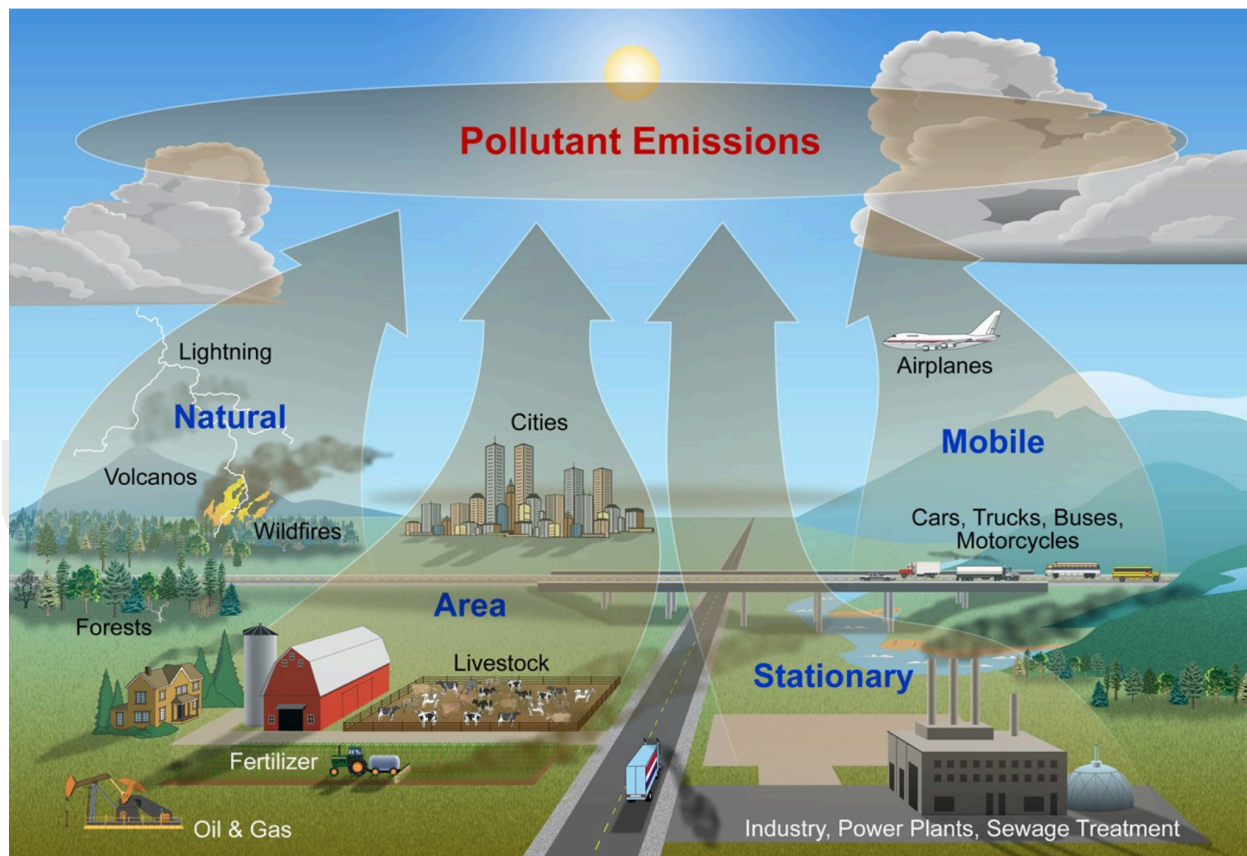 Pollutant Emissions
Lightning
Natural
Volcanos
Wildfires
Forests
Cities
Area
Livestock
Fertilizer
Oil & Gas
Airplanes
Mobile
Cars, Trucks, Buses,
Motorcycles
Stationary
Industry, Power Plants, Sewage Treatment